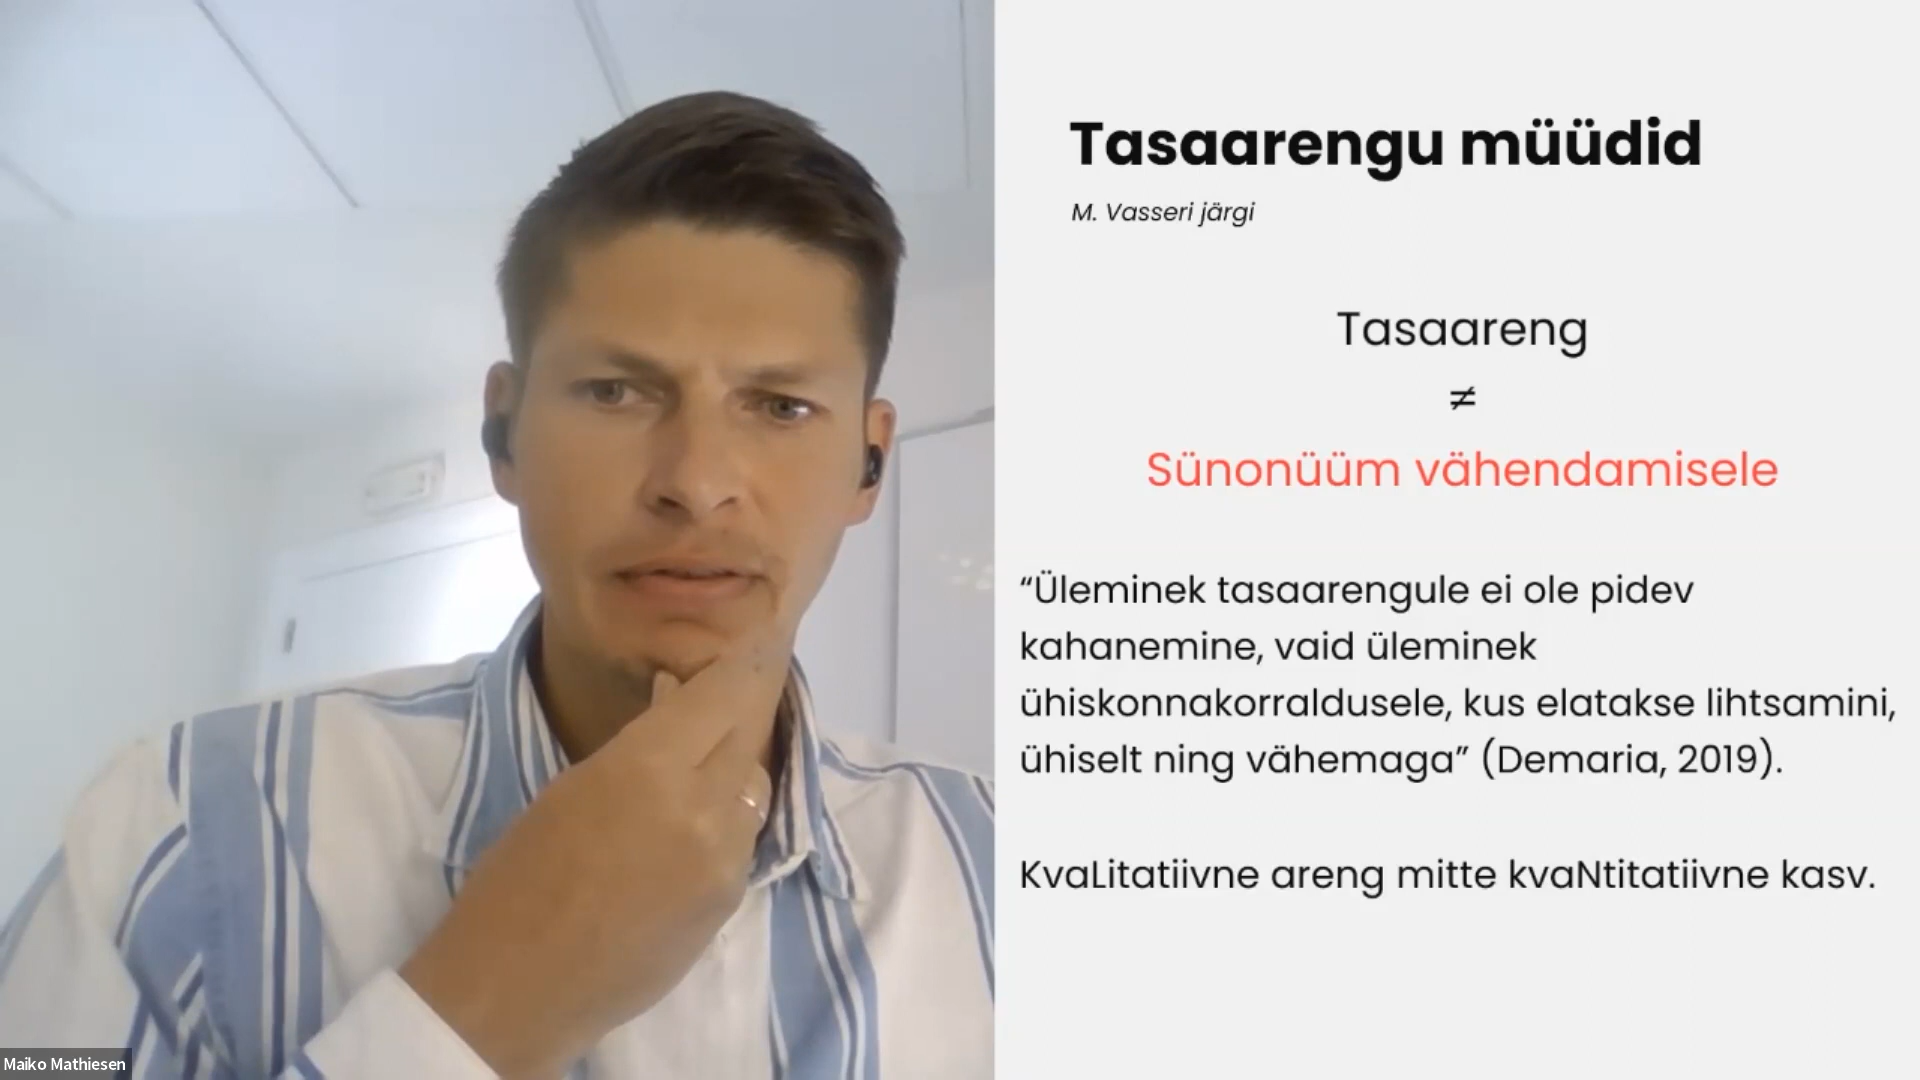 Tasaarengu müüdid
M. Vasseri järgi
Tasaareng
≠
Sünonüüm vähendamisele
“Üleminek tasaarengule ei ole pidev
kahanemine, vaid üleminek
ühiskonnakorraldusele, kus elatakse lihtsamini,
ühiselt ning vähemaga” (Demaria, 2019).
KvaLitatiivne areng mitte kvaNtitatiivne kasv.
Maiko Mathiesen